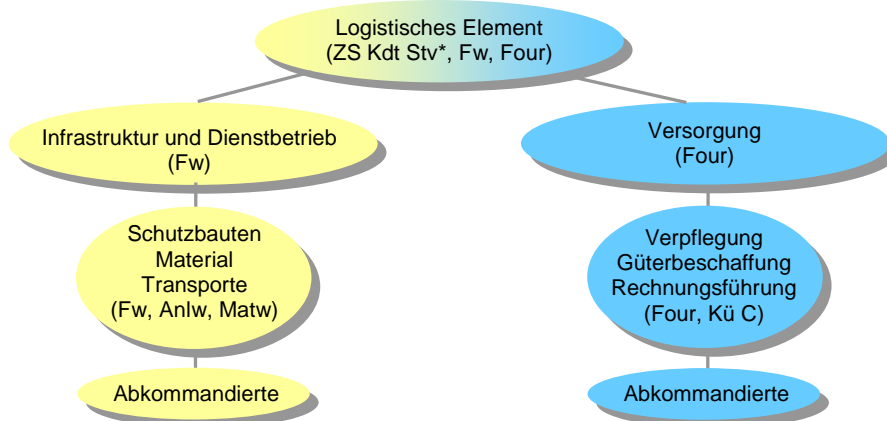 Logistisches Element
(ZS Kdt Stv*, Fw, Four)
Infrastruktur und Dienstbetrieb
(Fw)
Versorgung
(Four)
Schutzbauten
Material
Transporte
(Fw, Anlw, Matw)
Verpflegung
Güterbeschaffung
Rechnungsführung
(Four, Kü C)
Abkommandierte
Abkommandierte